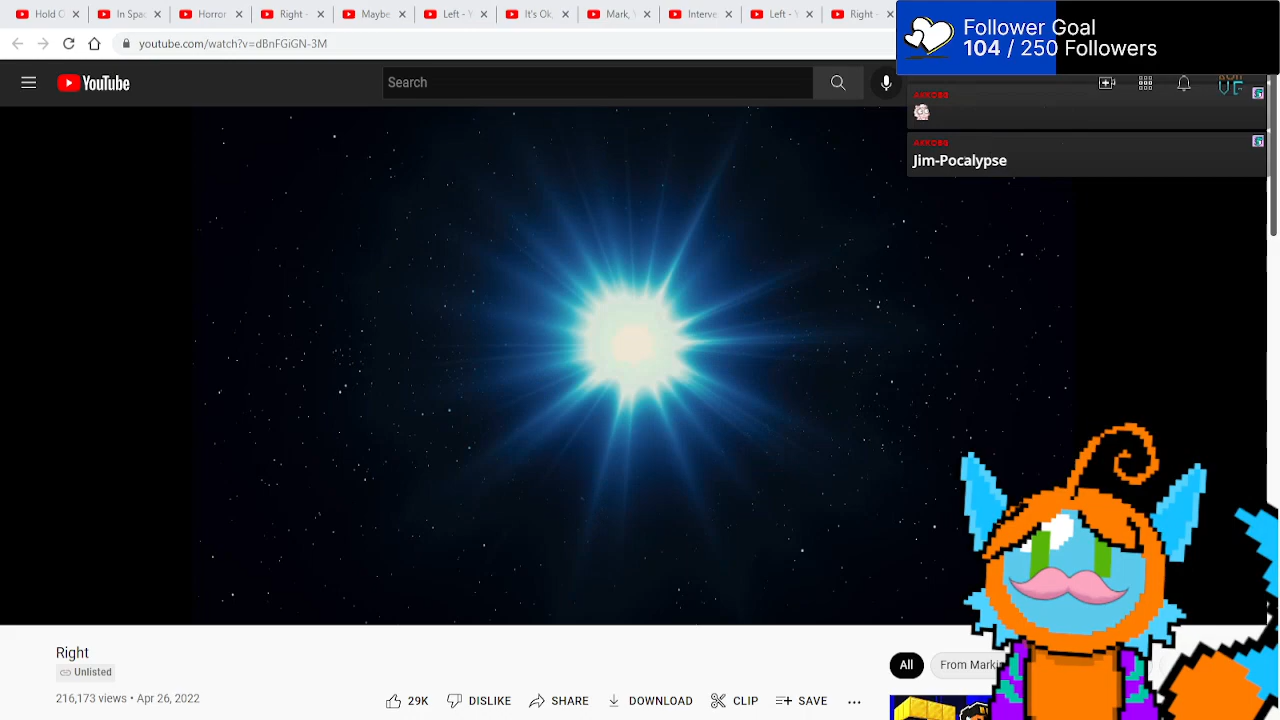 Hold C
In Spac
Horror
Right -
Maybe
Left - Y
It's Ok,
Mark, \
Interve
Left - Y
Right -
youtube.com/watch?v=dBnFGiGN-3M
Follower Goal
104 / 250 Followers
YouTube
Search
Jim-Pocalypse
Right
Unlisted
216,173 views • Apr 26, 2022
29K
DISLIKE
SHARE
DOWNLOAD
CLIP
SAVE
All
From Marki